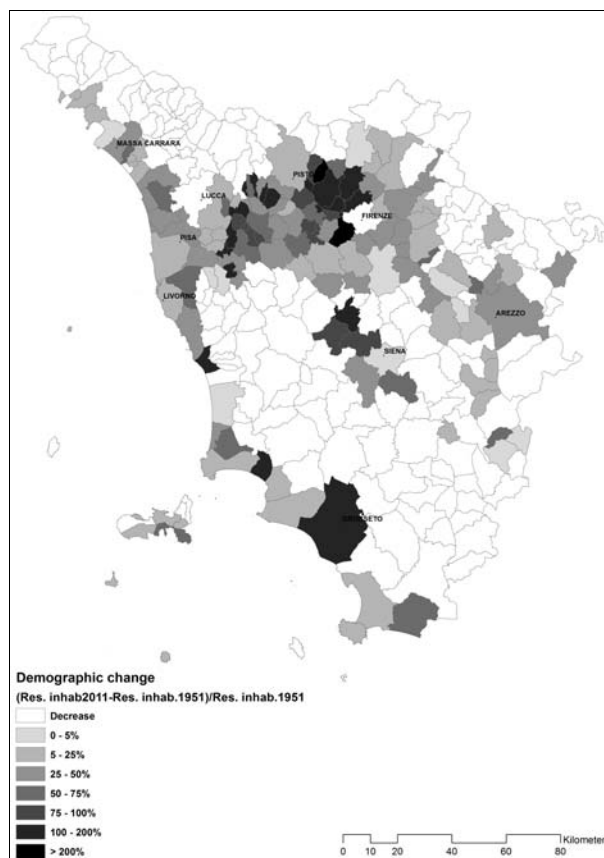 MASSA CARRARA
PISTO
LUCCA
FIRENZE
PISA
LIVORNO
AREZZO
SIENA
GROSSETO
Demographic change
(Res. inhab2011-Res. inhab.1951)/Res. inhab.1951
Decrease
0 - 5%
5 - 25%
25 - 50%
50 - 75%
75 - 100%
100 - 200%
> 200%
Kilometer
0 10 20 40 60 80